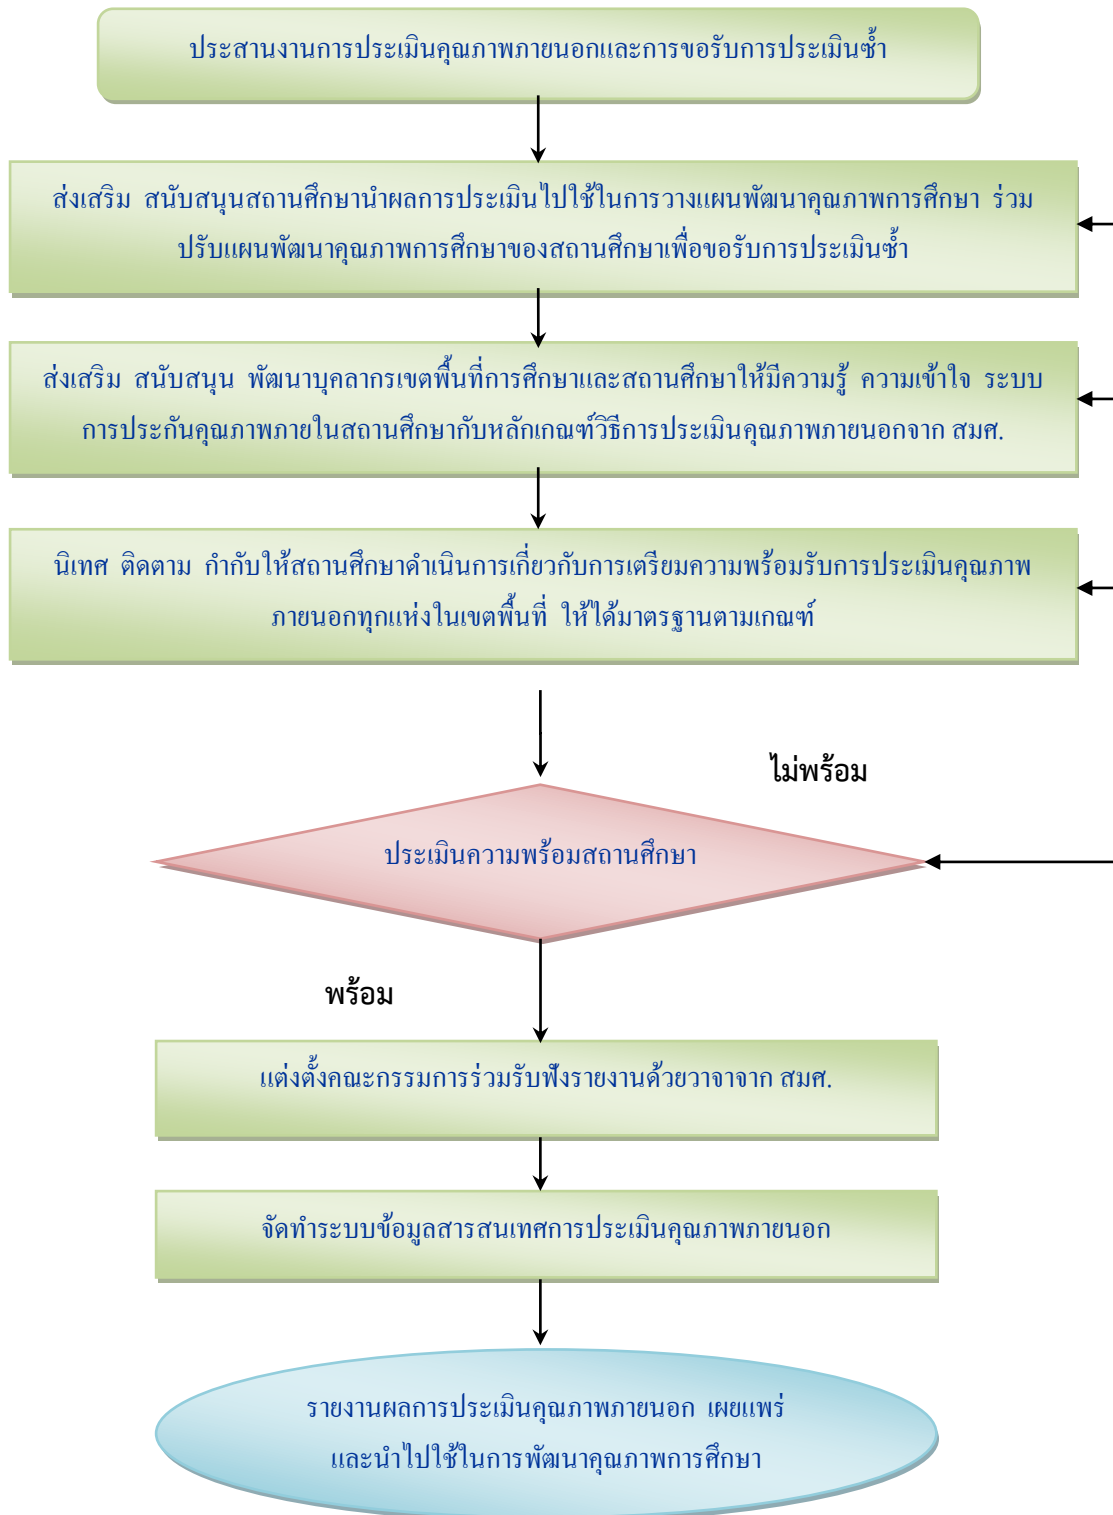 ประสานงานการประเมินคุณภาพภายนอกและการขอรับการประเมินซ้ำ
ส่งเสริม สนับสนุนสถานศึกษานำผลการประเมินไปใช้ในการวางแผนพัฒนาคุณภาพการศึกษา ร่วม
ปรับแผนพัฒนาคุณภาพการศึกษาของสถานศึกษาเพื่อขอรับการประเมินซ้ำ
ส่งเสริม สนับสนุน พัฒนาบุคลากรเขตพื้นที่การศึกษาและสถานศึกษาให้มีความรู้ ความเข้าใจ ระบบ
การประกันคุณภาพภายในสถานศึกษากับหลักเกณฑ์วิธีการประเมินคุณภาพภายนอกจาก สมศ.
นิเทศ ติดตาม กำกับให้สถานศึกษาดำเนินการเกี่ยวกับการเตรียมความพร้อมรับการประเมินคุณภาพ
ภายนอกทุกแห่งในเขตพื้นที่ ให้ได้มาตรฐานตามเกณฑ์
ไม่พร้อม
ประเมินความพร้อมสถานศึกษา
พร้อม
แต่งตั้งคณะกรรมการร่วมรับฟังรายงานด้วยวาจาจาก สมศ.
จัดทำระบบข้อมูลสารสนเทศการประเมินคุณภาพภายนอก
รายงานผลการประเมินคุณภาพภายนอก เผยแพร่
และนำไปใช้ในการพัฒนาคุณภาพการศึกษา